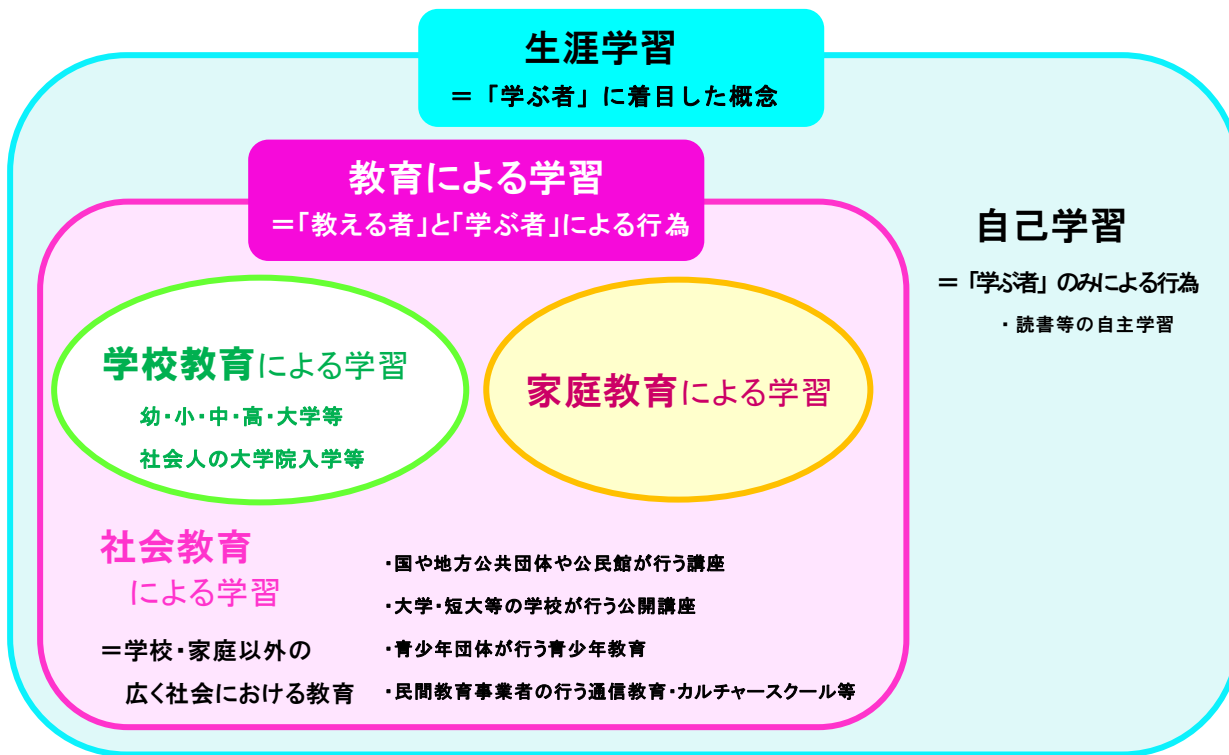 生涯学習
＝「学ぶ者」に着目した概念
教育による学習
＝「教える者」と「学ぶ者」による行為
自己学習
＝「学ぶ者」のみによる行為
・読書等の自主学習
学校教育による学習
幼・小・中・高・大学等
社会人の大学院入学等
家庭教育による学習
社会教育
による学習
＝学校・家庭以外の
広く社会における教育
・国や地方公共団体や公民館が行う講座
・大学・短大等の学校が行う公開講座
・青少年団体が行う青少年教育
・民間教育事業者の行う通信教育・カルチャースクール等